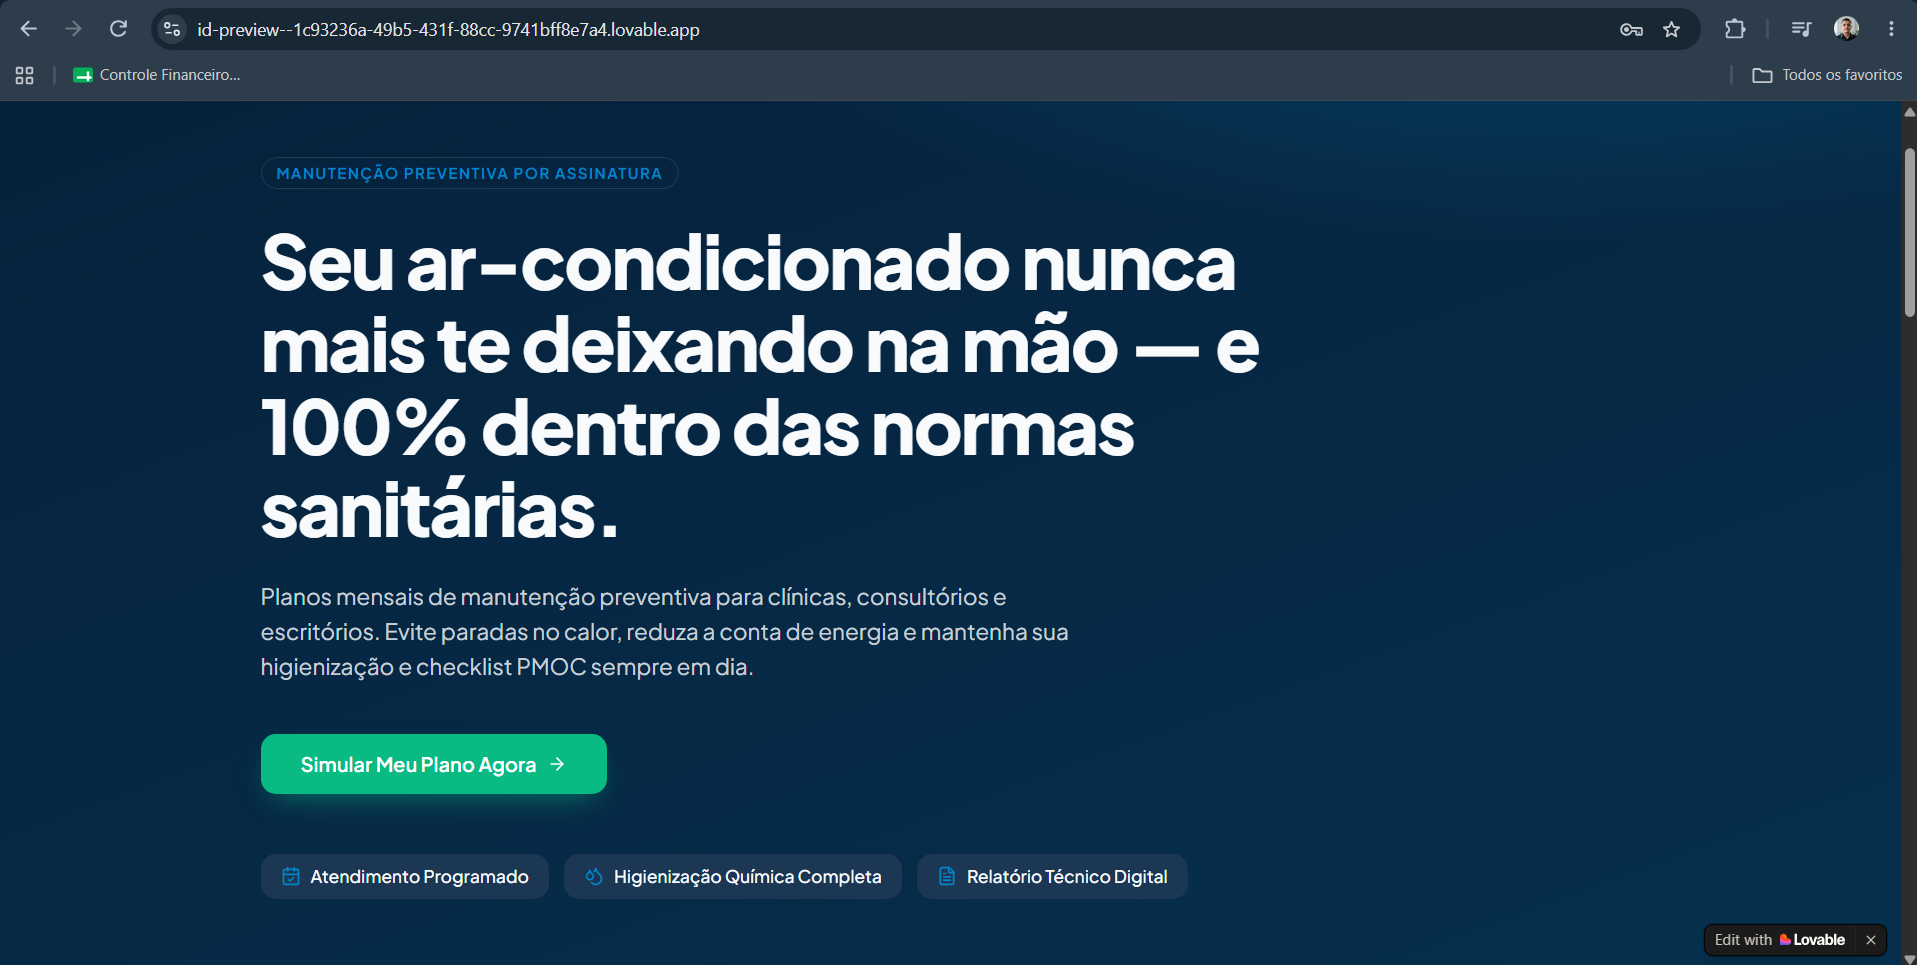 id-preview--1c93236a-49b5-431f-88cc-9741bff8e7a4.lovable.app
Controle Financeiro...
Todos os favoritos
MANUTENÇÃO PREVENTIVA POR ASSINATURA
Seu ar-condicionado nunca
mais te deixando na mão — e
100% dentro das normas
sanitárias.
Planos mensais de manutenção preventiva para clínicas, consultórios e
escritórios. Evite paradas no calor, reduza a conta de energia e mantenha sua
higienização e checklist PMOC sempre em dia.
Simular Meu Plano Agora →
Atendimento Programado
Higienização Química Completa
Relatório Técnico Digital
Edit with Lovable